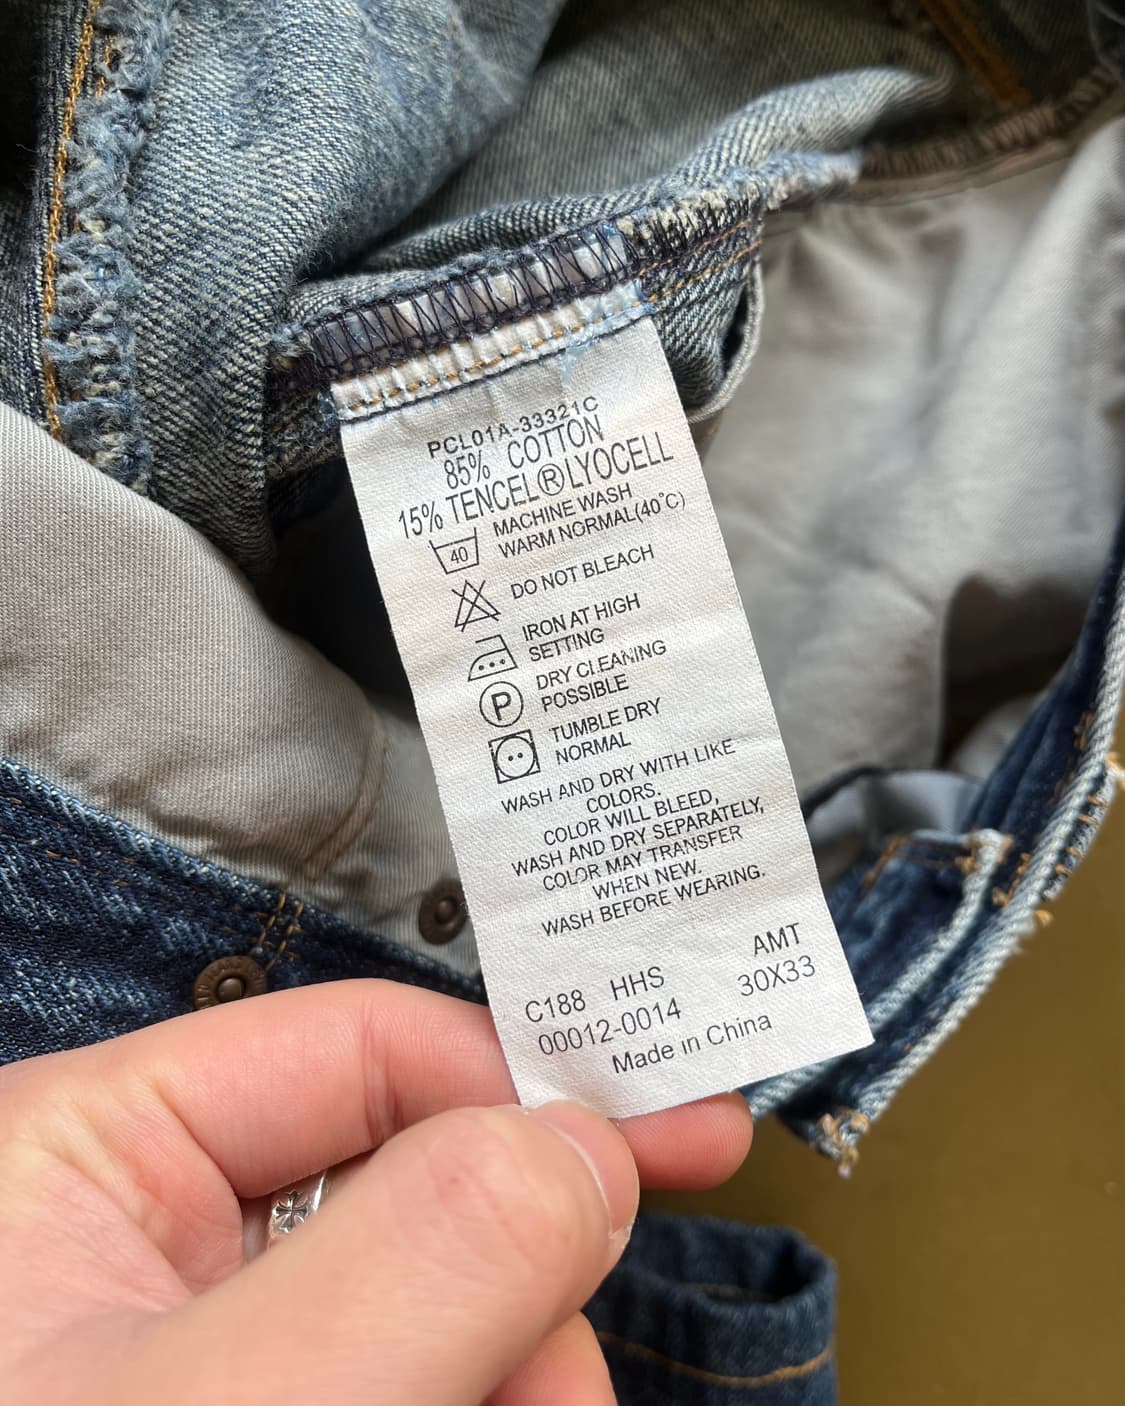 PCL01A-33321C
85% COTTON
15% TENCEL®LYOCELL
40
MACHINE WASH
WARM NORMAL(40°C)
DO NOT BLEACH
IRON AT HIGH
SETTING
P
DRY CLEANING
POSSIBLE
TUMBLE DRY
NORMAL
WASH AND DRY WITH LIKE
COLORS.
COLOR WILL BLEED,
WASH AND DRY SEPARATELY,
COLOR MAY TRANSFER
WHEN NEW.
WASH BEFORE WEARING.
AMT
C188 HHS 30X33
00012-0014
Made in China